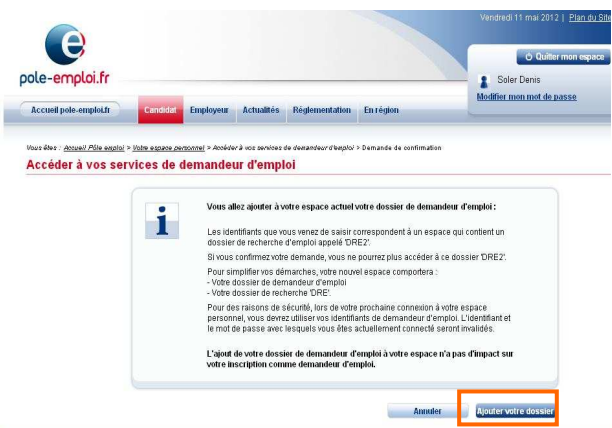 Vendredi 11 mai 2012 | Plan du Site
Quitter mon espace
pole-emploi.fr
Soler Denis
Modifier mon mot de passe
Accueil pole-emploi.fr Candidat Employeur Actualités Réglementation En région
Vous êtes : Accueil Pôle emploi > Votre espace personnel > Accéder à vos services de demandeur d'emploi > Demande de confirmation
Accéder à vos services de demandeur d'emploi
Vous allez ajouter à votre espace actuel votre dossier de demandeur d'emploi :
Les identifiants que vous venez de saisir correspondent à un espace qui contient un
dossier de recherche d'emploi appelé 'DRE2'.
Si vous confirmez votre demande, vous ne pourrez plus accéder à ce dossier 'DRE2'.
Pour simplifier vos démarches, votre nouvel espace comportera :
- Votre dossier de demandeur d'emploi
- Votre dossier de recherche 'DRE'.
Pour des raisons de sécurité, lors de votre prochaine connexion à votre espace
personnel, vous devrez utiliser vos identifiants de demandeur d'emploi. L'identifiant et
le mot de passe avec lesquels vous êtes actuellement connecté seront invalidés.
L'ajout de votre dossier de demandeur d'emploi à votre espace n'a pas d'impact sur
votre inscription comme demandeur d'emploi.
Annuler Ajouter votre dossier